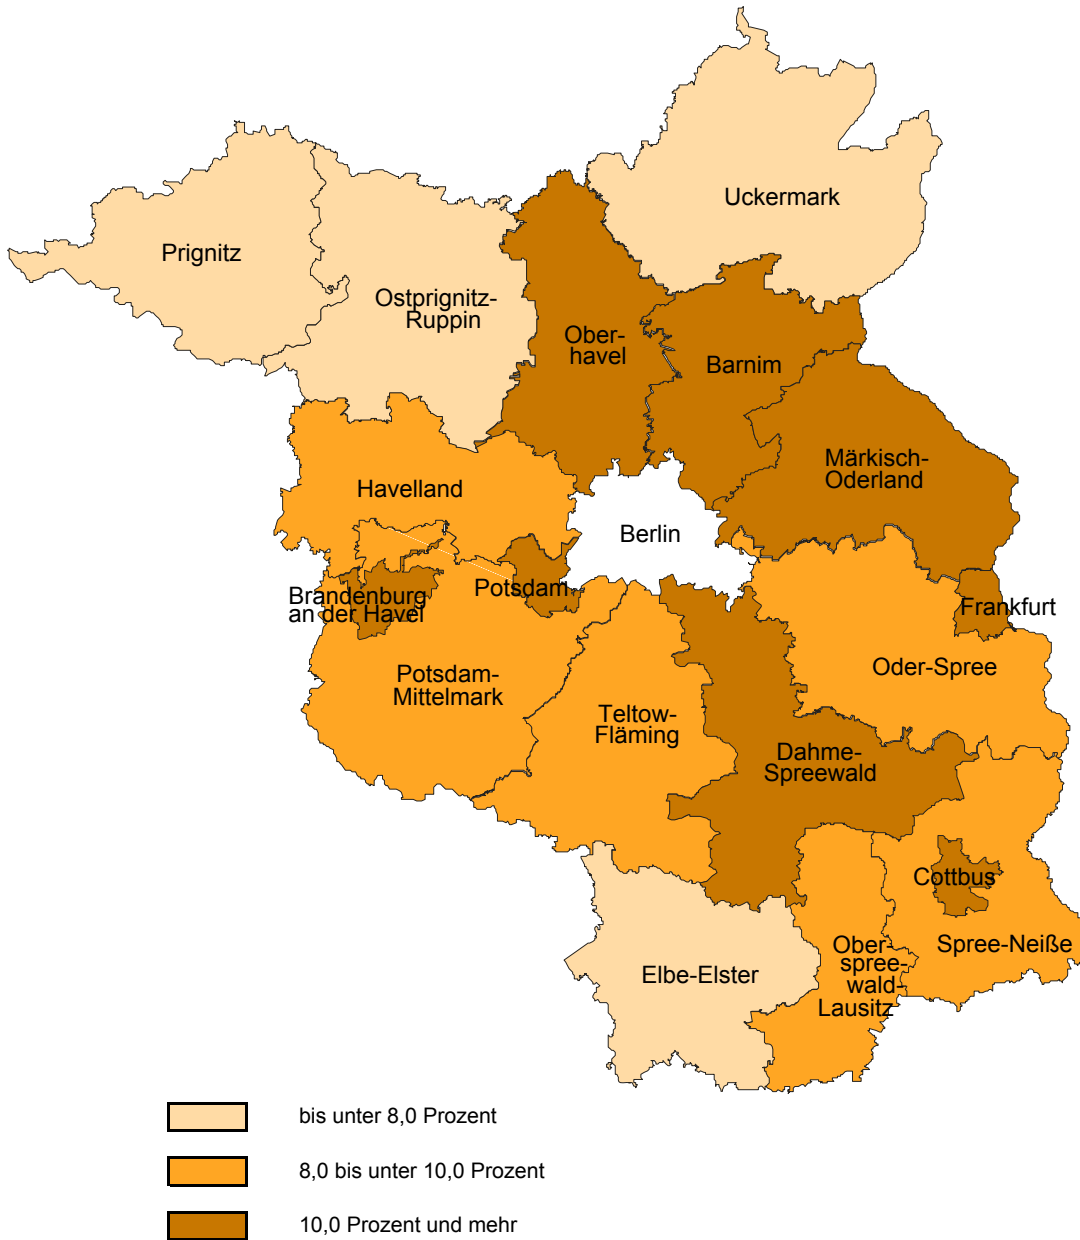 Uckermark
Prignitz
Ostprignitz-
Ruppin
Ober-
havel
Barnim
Märkisch-
Oderland
Havelland
Berlin
Potsdam
Brandenburg
an der Havel
Frankfurt
Oder-Spree
Potsdam-
Mittelmark
Teltow-
Fläming
Dahme-
Spreewald
Cottbus
Spree-Neiße
Ober-
spree-
wald-
Lausitz
Elbe-Elster
bis unter 8,0 Prozent
8,0 bis unter 10,0 Prozent
10,0 Prozent und mehr